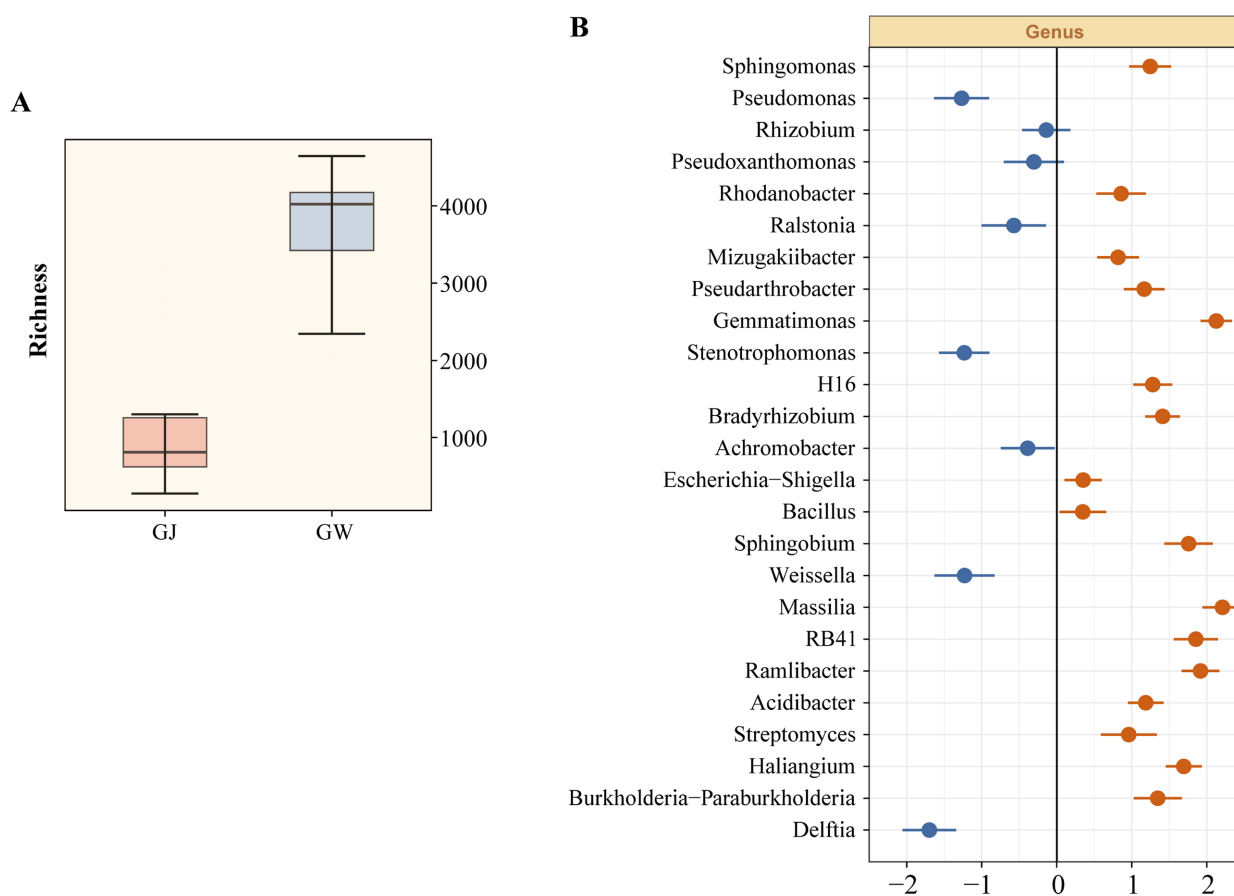 A
Richness
4000
3000
2000
1000
GJ GW
B
Genus
Sphingomonas
Pseudomonas
Rhizobium
Pseudoxanthomonas
Rhodanobacter
Ralstonia
Mizugakiibacter
Pseudarthrobacter
Gemmatimonas
Stenotrophomonas
H16
Bradyrhizobium
Achromobacter
Escherichia−Shigella
Bacillus
Sphingobium
Weissella
Massilia
RB41
Ramlibacter
Acidibacter
Streptomyces
Haliangium
Burkholderia−Paraburkholderia
Delftia
−2 −1 0 1 2